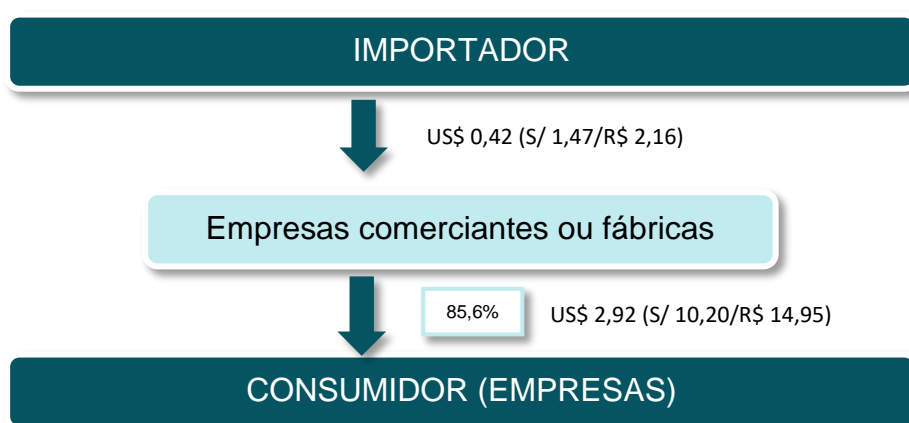 IMPORTADOR
US$ 0,42 (S/ 1,47/R$ 2,16)
Empresas comerciantes ou fábricas
85,6%
US$ 2,92 (S/ 10,20/R$ 14,95)
CONSUMIDOR (EMPRESAS)